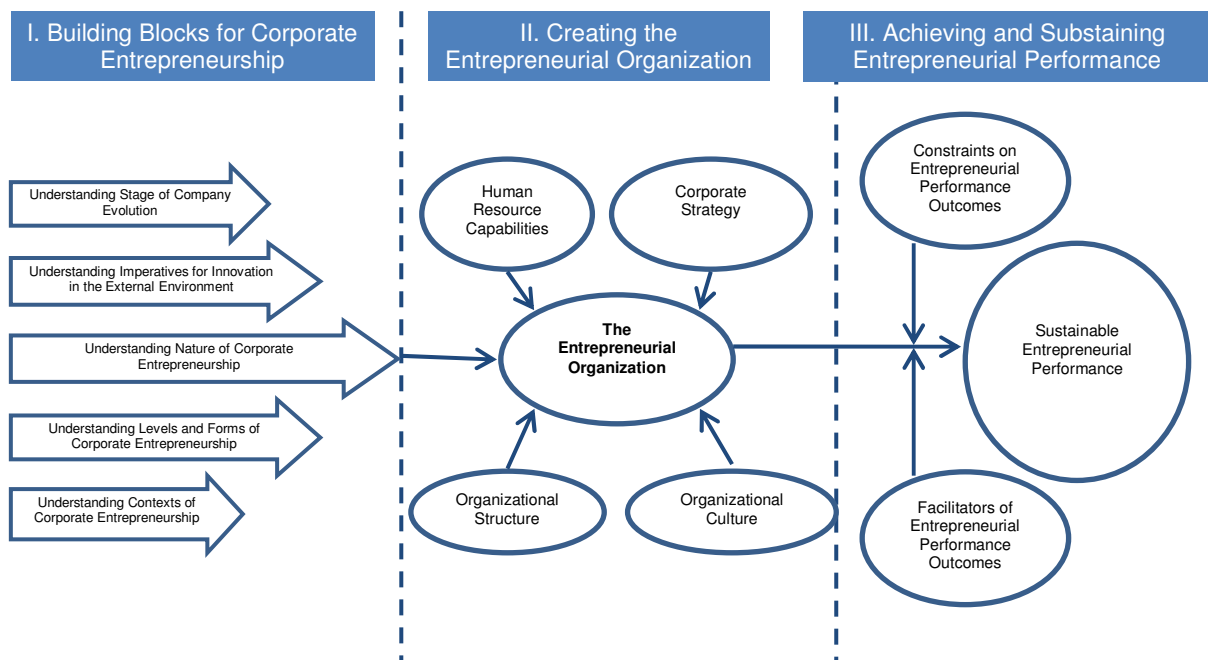 I. Building Blocks for Corporate
Entrepreneurship
II. Creating the
Entrepreneurial Organization
III. Achieving and Substaining
Entrepreneurial Performance
Understanding Stage of Company
Evolution
Understanding Imperatives for Innovation
in the External Environment
Understanding Nature of Corporate
Entrepreneurship
Understanding Levels and Forms of
Corporate Entrepreneurship
Understanding Contexts of
Corporate Entrepreneurship
Human
Resource
Capabilities
Corporate
Strategy
The
Entrepreneurial
Organization
Organizational
Structure
Organizational
Culture
Constraints on
Entrepreneurial
Performance
Outcomes
Sustainable
Entrepreneurial
Performance
Facilitators of
Entrepreneurial
Performance
Outcomes